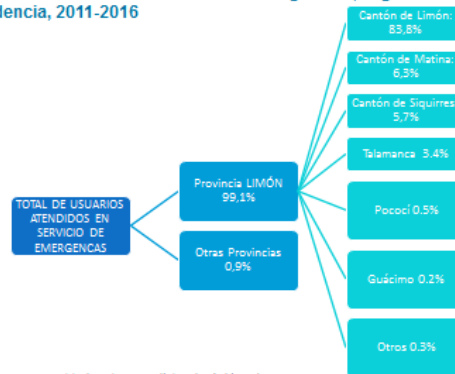 dencia, 2011-2016
Cantón de Limón:
83,8%
Cantón de Matina:
6,3%
Cantón de Siquirres
5,7%
Talamanca 3.4%
Provincia LIMÓN
99,1%
TOTAL DE USUARIOS
ATENDIDOS EN
SERVICIO DE
EMERGENCAS
Pococí 0.5%
Otras Provincias
0,9%
Guácimo 0.2%
Otros 0.3%